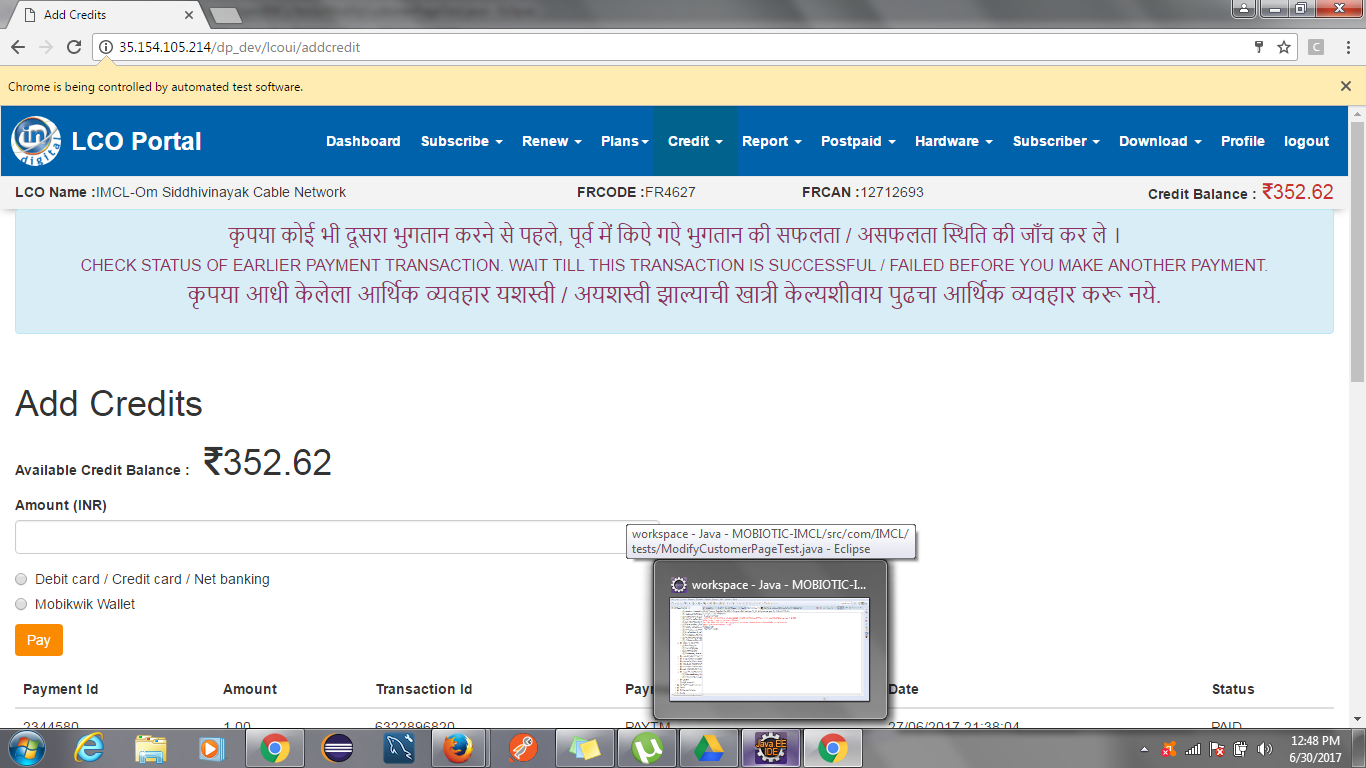 Add Credits
35.154.105.214/dp_dev/lcoui/addcredit
Chrome is being controlled by automated test software.
in digital LCO Portal Dashboard Subscribe Renew Plans Credit Report Postpaid Hardware Subscriber Download Profile logout
LCO Name :IMCL-Om Siddhivinayak Cable Network FRCODE :FR4627 FRCAN :12712693 Credit Balance : ₹352.62
कृपया कोई भी दूसरा भुगतान करने से पहले, पूर्व में किऐ गऐ भुगतान की सफलता / असफलता स्थिति की जाँच कर ले ।
CHECK STATUS OF EARLIER PAYMENT TRANSACTION. WAIT TILL THIS TRANSACTION IS SUCCESSFUL / FAILED BEFORE YOU MAKE ANOTHER PAYMENT.
कृपया आधी केलेला आर्थिक व्यवहार यशस्वी / अयशस्वी झाल्याची खात्री केल्यशीवाय पुढचा आर्थिक व्यवहार करू नये.
Add Credits
Available Credit Balance : ₹352.62
Amount (INR)
workspace - Java - MOBIOTIC-IMCL/src/com/IMCL/
tests/ModifyCustomerPageTest.java - Eclipse
Debit card / Credit card / Net banking
workspace - Java - MOBIOTIC-I...
Mobikwik Wallet
Pay
Payment Id Amount Transaction Id Date Status
2344580 1.00 6322896820 PAYTM 27/06/2017 21:38:04 PAID
Java EE
IDE
12:48 PM
6/30/2017